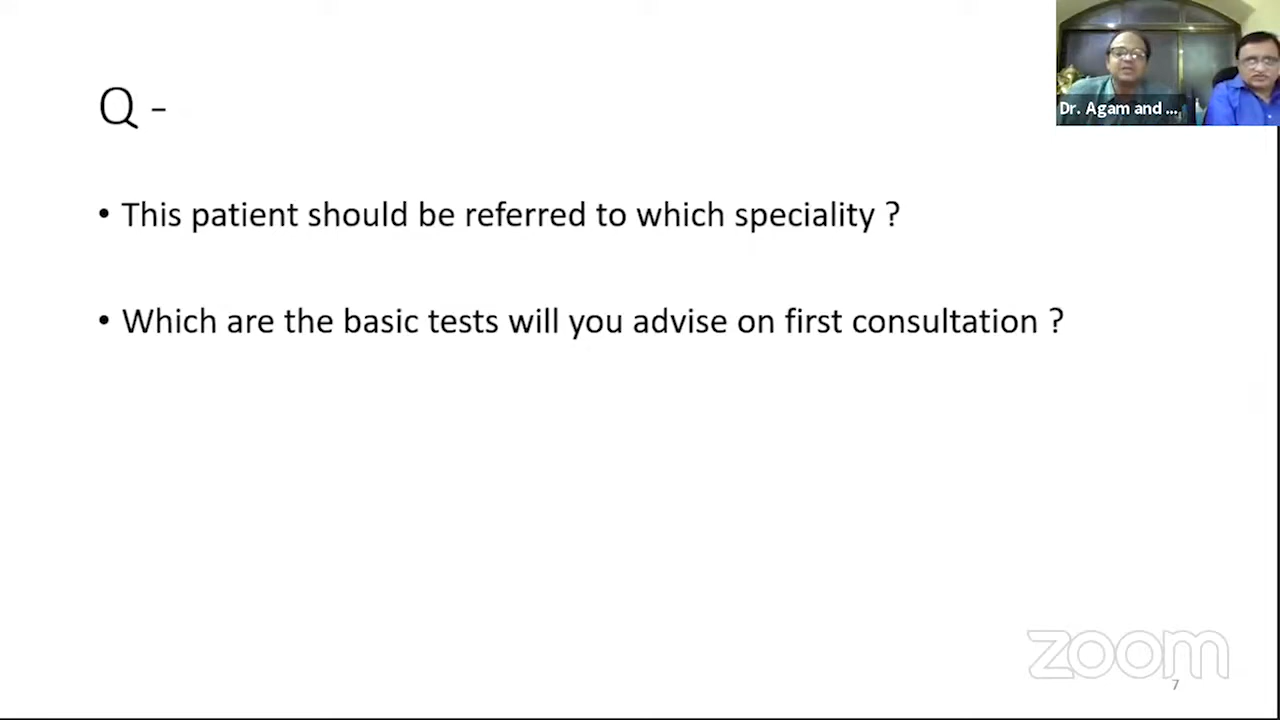 Dr. Agam and ...
Q -
• This patient should be referred to which speciality ?
• Which are the basic tests will you advise on first consultation ?
zoom
7